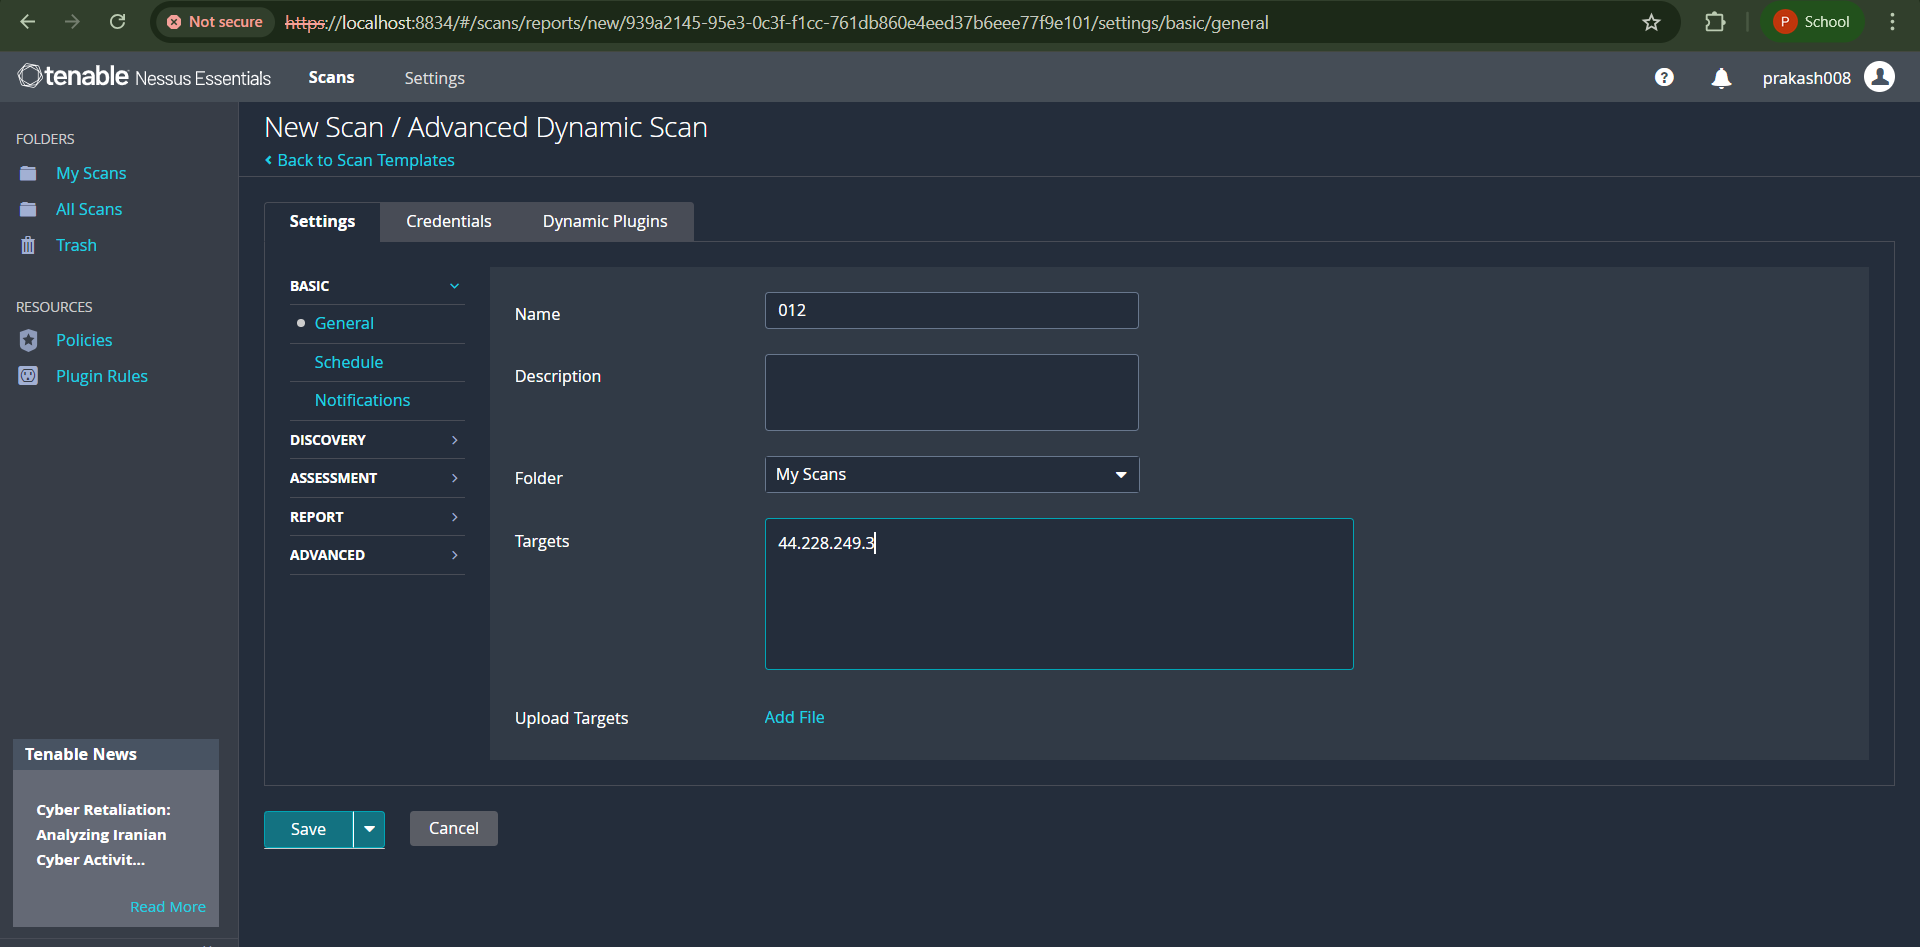 Not secure
https://localhost:8834/#/scans/reports/new/939a2145-95e3-0c3f-f1cc-761db860e4eed37b6eee77f9e101/settings/basic/general
P School
tenable Nessus Essentials
Scans
Settings
?
prakash008
FOLDERS
My Scans
All Scans
Trash
RESOURCES
Policies
Plugin Rules
New Scan / Advanced Dynamic Scan
‹ Back to Scan Templates
Settings
Credentials
Dynamic Plugins
BASIC
General
Schedule
Notifications
DISCOVERY
ASSESSMENT
REPORT
ADVANCED
Name
012
Description
Folder
My Scans
Targets
44.228.249.3
Upload Targets
Add File
Save
Cancel
Tenable News
Cyber Retaliation:
Analyzing Iranian
Cyber Activit...
Read More